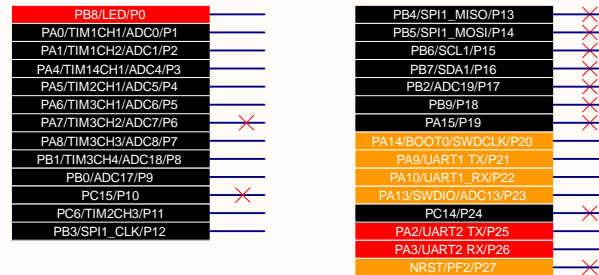 PB8/LED/P0
PA0/TIM1CH1/ADC0/P1
PA1/TIM1CH2/ADC1/P2
PA4/TIM14CH1/ADC4/P3
PA5/TIM2CH1/ADC5/P4
PA6/TIM3CH1/ADC6/P5
PA7/TIM3CH2/ADC7/P6
PA8/TIM3CH3/ADC8/P7
PB1/TIM3CH4/ADC18/P8
PB0/ADC17/P9
PC15/P10
PC6/TIM2CH3/P11
PB3/SPI1_CLK/P12
PB4/SPI1_MISO/P13
PB5/SPI1_MOSI/P14
PB6/SCL1/P15
PB7/SDA1/P16
PB2/ADC19/P17
PB9/P18
PA15/P19
PA14/BOOT0/SWDCLK/P20
PA9/UART1 TX/P21
PA10/UART1_RX/P22
PA13/SWDIO/ADC13/P23
PC14/P24
PA2/UART2 TX/P25
PA3/UART2 RX/P26
NRST/PF2/P27